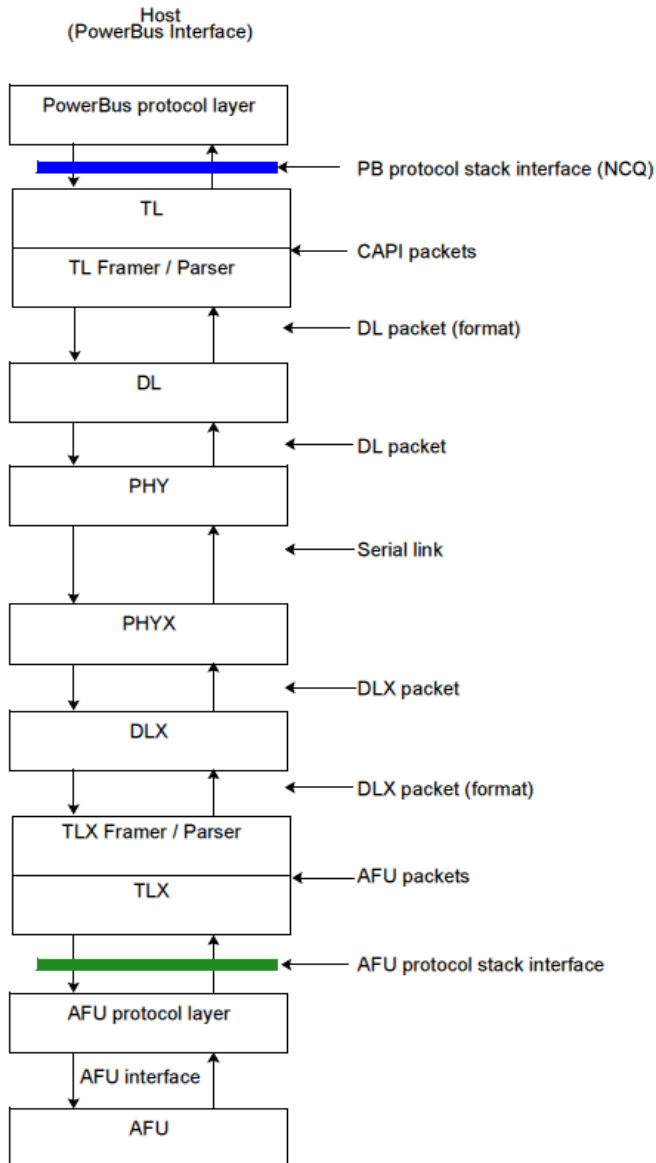 Host
(PowerBus Interface)
PowerBus protocol layer
PB protocol stack interface (NCQ)
TL
CAPI packets
TL Framer / Parser
DL packet (format)
DL
DL packet
PHY
Serial link
PHYX
DLX packet
DLX
DLX packet (format)
TLX Framer / Parser
AFU packets
TLX
AFU protocol stack interface
AFU protocol layer
AFU interface
AFU